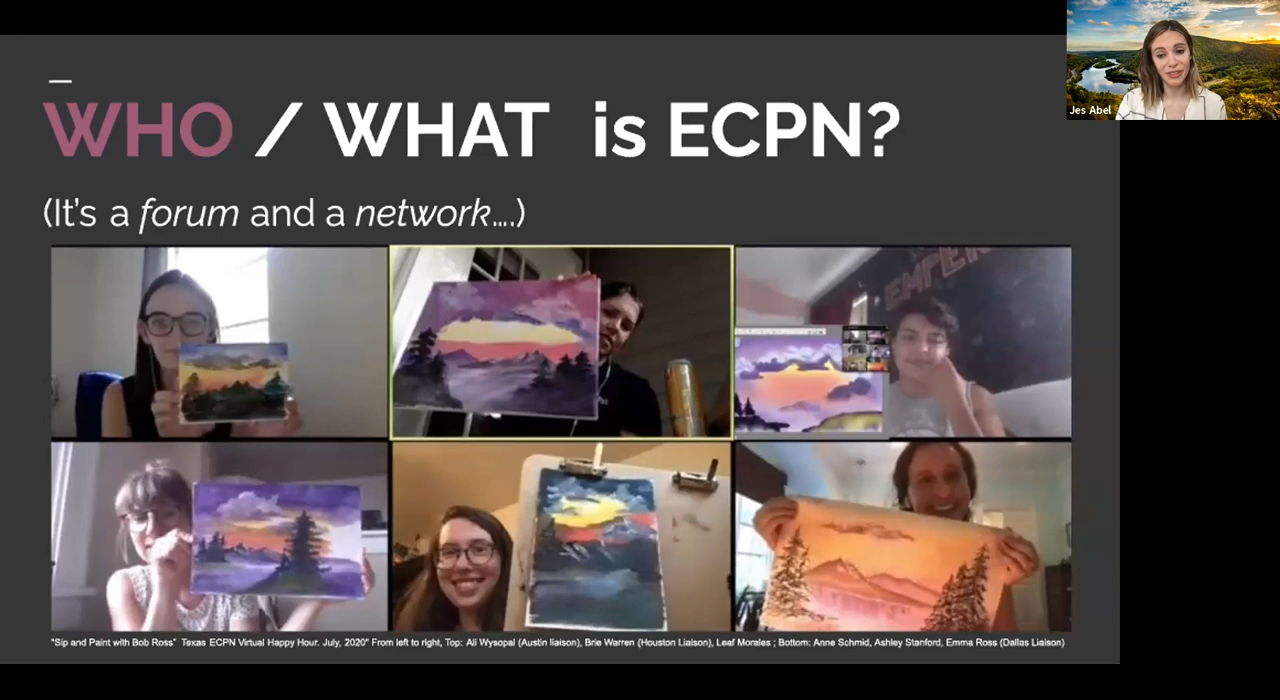 Jes Abel
WHO / WHAT is ECPN?
(It's a forum and a network....)
EMPER
"Sip and Paint with Bob Ross" Texas ECPN Virtual Happy Hour. July, 2020" From left to right, Top: Ali Wysopal (Austin liaison), Brie Warren (Houston Liaison), Leaf Morales ; Bottom: Anne Schmid, Ashley Stanford, Emma Ross (Dallas Liaison)